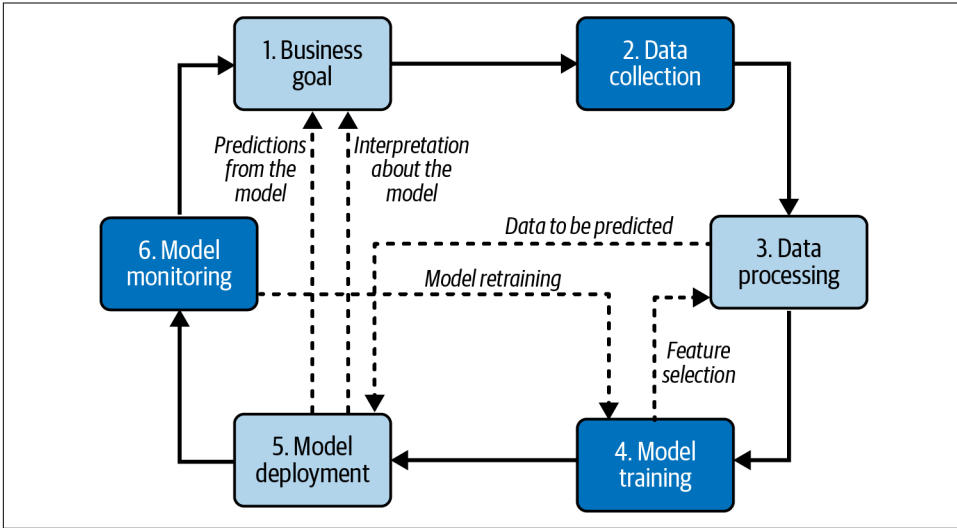 1. Business
goal
2. Data
collection
Predictions
from the
model
Interpretation
about the
model
Data to be predicted
3. Data
processing
6. Model
monitoring
Model retraining
Feature
selection
5. Model
deployment
4. Model
training